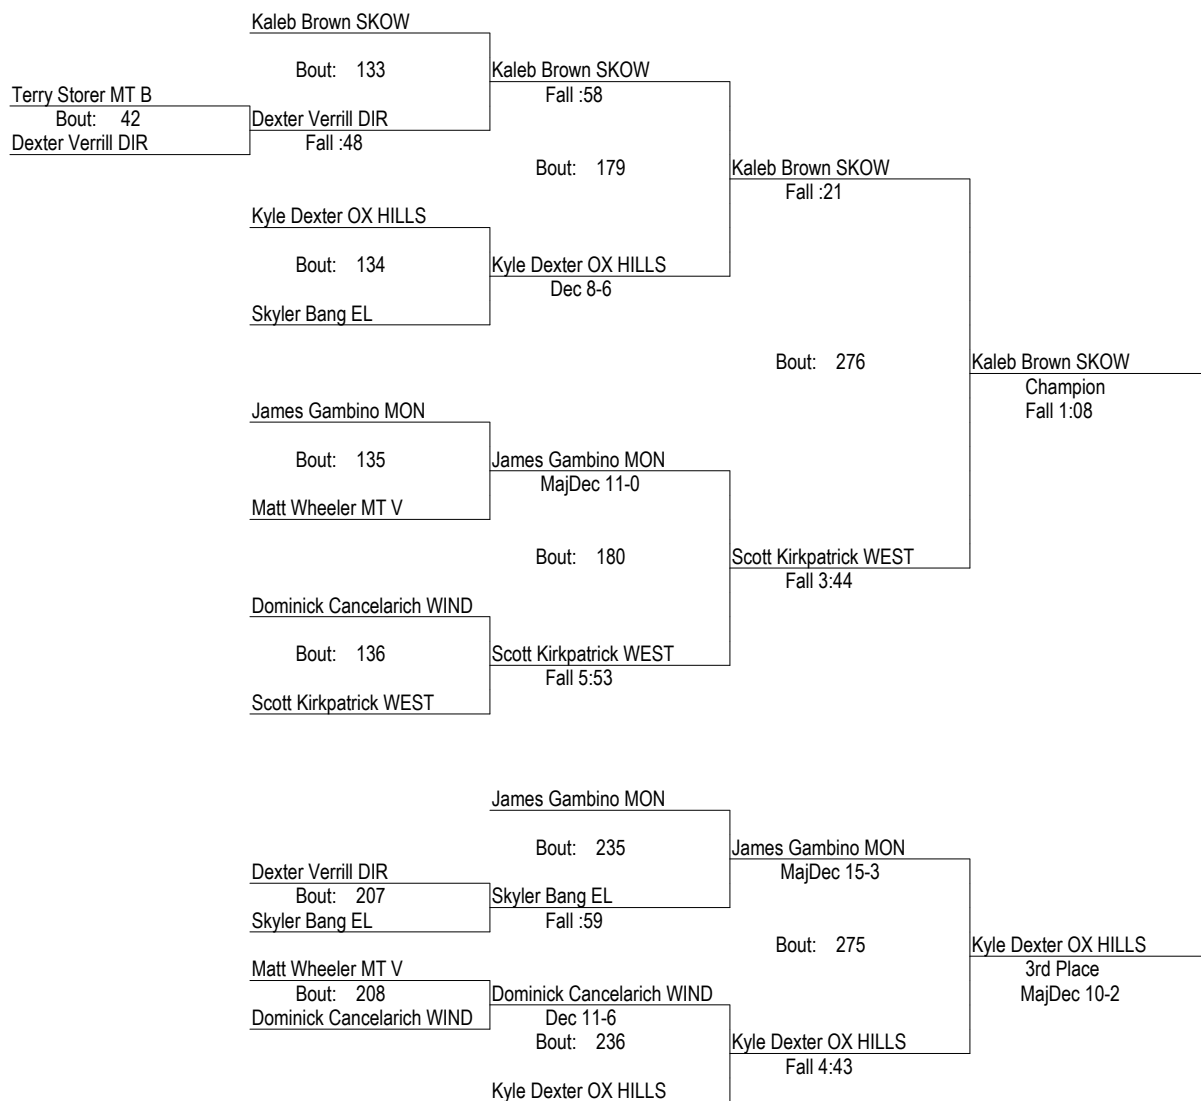 Kaleb Brown SKOW
Bout: 133
Kaleb Brown SKOW
Fall :58
Terry Storer MT B
Bout: 42
Dexter Verrill DIR
Dexter Verrill DIR
Fall :48
Bout: 179
Kaleb Brown SKOW
Fall :21
Kyle Dexter OX HILLS
Bout: 134
Kyle Dexter OX HILLS
Dec 8-6
Skyler Bang EL
Bout: 276
Kaleb Brown SKOW
Champion
Fall 1:08
James Gambino MON
Bout: 135
James Gambino MON
MajDec 11-0
Matt Wheeler MT V
Bout: 180
Scott Kirkpatrick WEST
Fall 3:44
Dominick Cancelarich WIND
Bout: 136
Scott Kirkpatrick WEST
Fall 5:53
Scott Kirkpatrick WEST
James Gambino MON
Bout: 235
James Gambino MON
MajDec 15-3
Dexter Verrill DIR
Bout: 207
Skyler Bang EL
Skyler Bang EL
Fall :59
Bout: 275
Kyle Dexter OX HILLS
3rd Place
MajDec 10-2
Matt Wheeler MT V
Bout: 208
Dominick Cancelarich WIND
Dominick Cancelarich WIND
Dec 11-6
Bout: 236
Kyle Dexter OX HILLS
Fall 4:43
Kyle Dexter OX HILLS